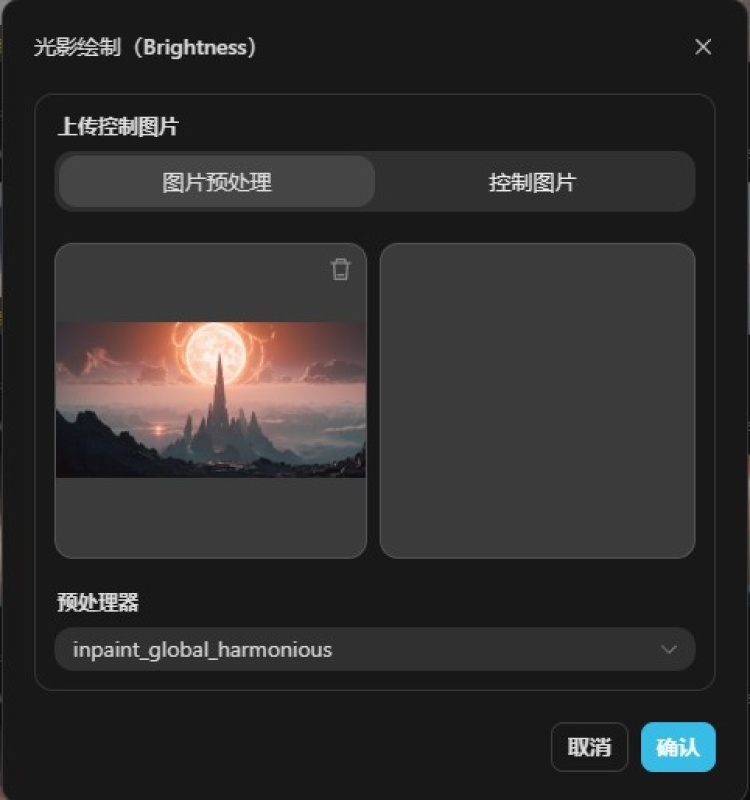 光影绘制（Brightness）
上传控制图片
图片预处理
控制图片
预处理器
inpaint_global_harmonious
取消
确认